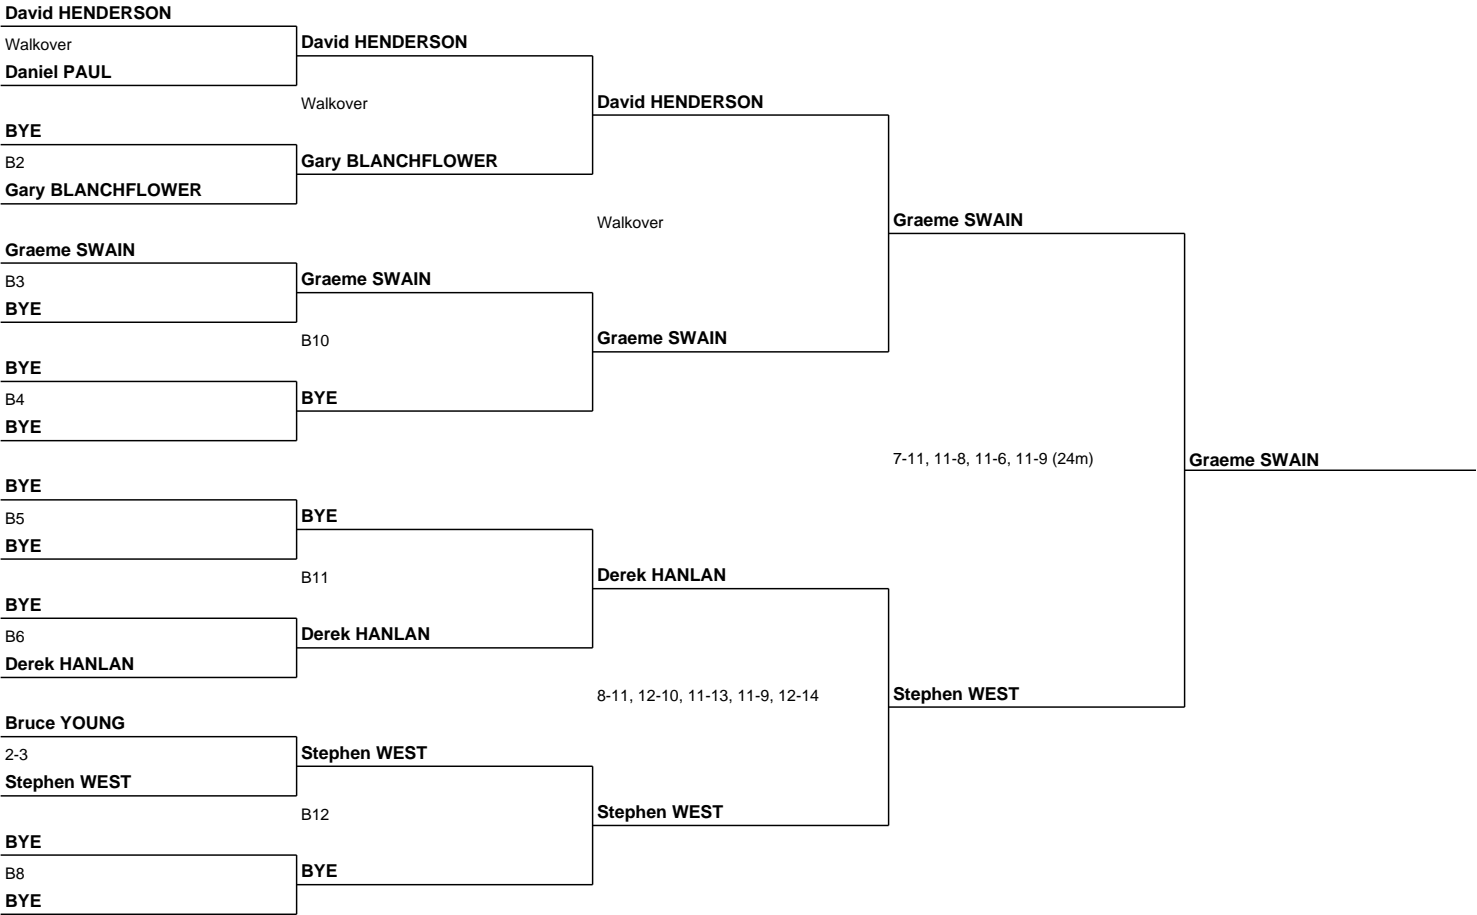 David HENDERSON
Walkover
Daniel PAUL
BYE
B2
Gary BLANCHFLOWER
Graeme SWAIN
B3
BYE
BYE
B4
BYE
BYE
B5
BYE
BYE
B6
Derek HANLAN
Bruce YOUNG
2-3
Stephen WEST
BYE
B8
BYE
David HENDERSON
Walkover
Gary BLANCHFLOWER
Graeme SWAIN
B10
BYE
BYE
B11
Derek HANLAN
Stephen WEST
B12
BYE
David HENDERSON
Walkover
Graeme SWAIN
Derek HANLAN
8-11, 12-10, 11-13, 11-9, 12-14
Stephen WEST
Graeme SWAIN
7-11, 11-8, 11-6, 11-9 (24m)
Stephen WEST
Graeme SWAIN